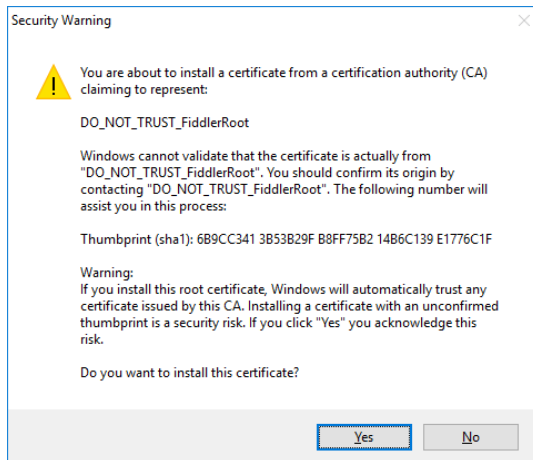 Security Warning
You are about to install a certificate from a certification authority (CA)
claiming to represent:
DO_NOT_TRUST_FiddlerRoot
Windows cannot validate that the certificate is actually from
"DO_NOT_TRUST_FiddlerRoot". You should confirm its origin by
contacting "DO_NOT_TRUST_FiddlerRoot". The following number will
assist you in this process:
Thumbprint (sha1): 6B9CC341 3B53B29F B8FF75B2 14B6C139 E1776C1F
Warning:
If you install this root certificate, Windows will automatically trust any
certificate issued by this CA. Installing a certificate with an unconfirmed
thumbprint is a security risk. If you click "Yes" you acknowledge this
risk.
Do you want to install this certificate?
Yes No